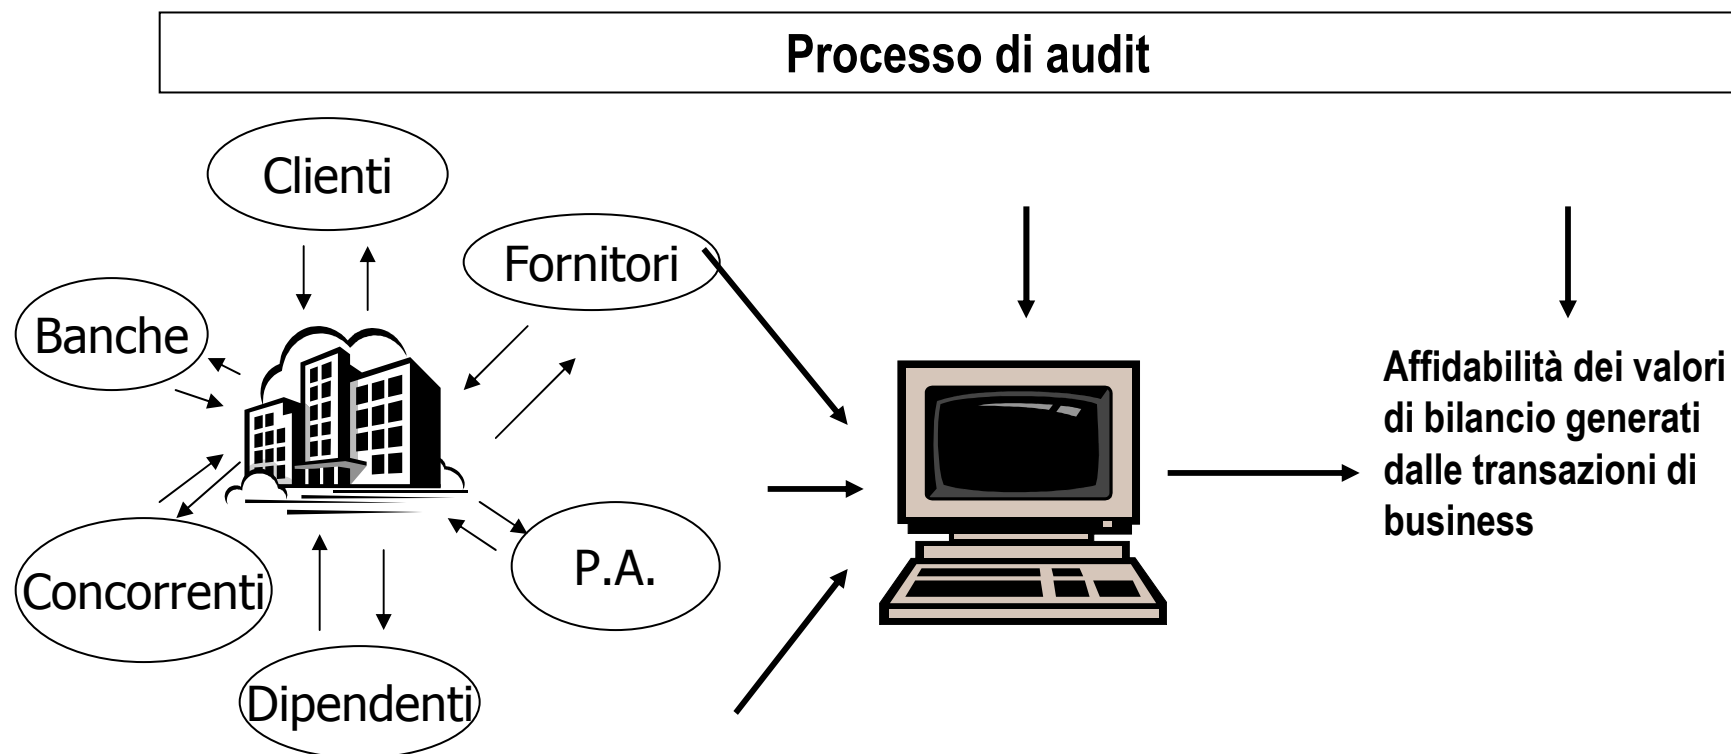 Processo di audit
Clienti
Fornitori
Banche
Affidabilità dei valori
di bilancio generati
dalle transazioni di
business
P.A.
Concorrenti
Dipendenti